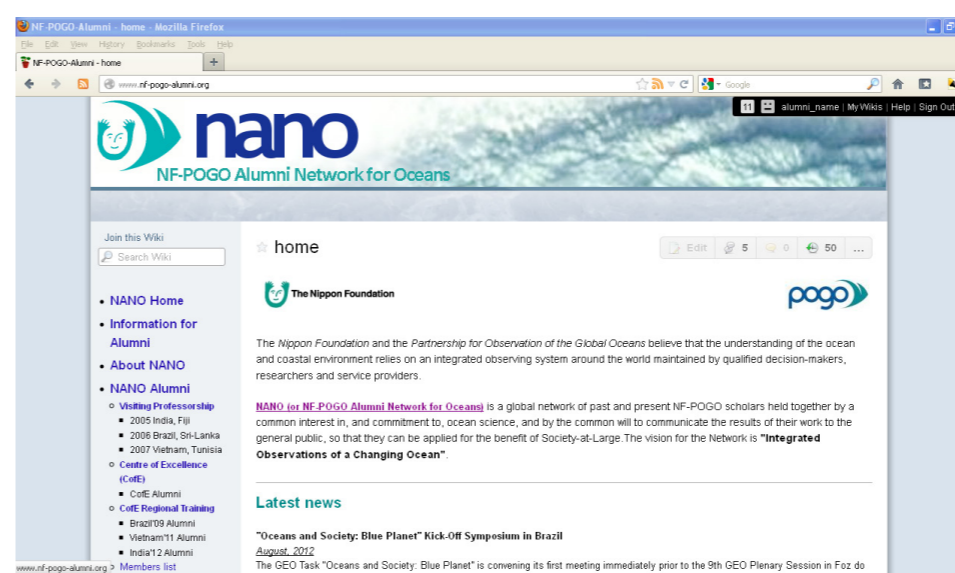 NF-POGO-Alumni - home - Mozilla Firefox
File Edit View History Bookmarks Tools Help
NF-POGO-Alumni - home +
www.nf-pogo-alumni.org
Google
11 alumni_name | My Wikis | Help | Sign Out
nano
NF-POGO Alumni Network for Oceans
Join this Wiki
Search Wiki
NANO Home
Information for
Alumni
About NANO
NANO Alumni
Visiting Professorship
2005 India, Fiji
2006 Brazil, Sri-Lanka
2007 Vietnam, Tunisia
Centre of Excellence
(CofE)
CofE Alumni
CofE Regional Training
Brazil'09 Alumni
Vietnam'11 Alumni
India'12 Alumni
Members list
www.nf-pogo-alumni.org
home
Edit 5 0 50 ...
The Nippon Foundation
pogo
The Nippon Foundation and the Partnership for Observation of the Global Oceans believe that the understanding of the ocean
and coastal environment relies on an integrated observing system around the world maintained by qualified decision-makers,
researchers and service providers.
NANO (or NF-POGO Alumni Network for Oceans) is a global network of past and present NF-POGO scholars held together by a
common interest in, and commitment to, ocean science, and by the common will to communicate the results of their work to the
general public, so that they can be applied for the benefit of Society-at-Large.The vision for the Network is "Integrated
Observations of a Changing Ocean".
Latest news
"Oceans and Society: Blue Planet" Kick-Off Symposium in Brazil
August, 2012
The GEO Task "Oceans and Society: Blue Planet" is convening its first meeting immediately prior to the 9th GEO Plenary Session in Foz do